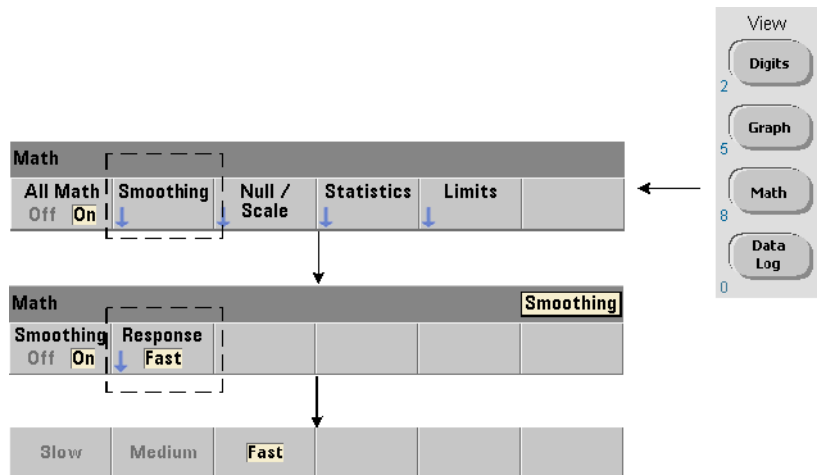 View
Digits
2
Graph
5
Math
8
Data
Log
0
Math
All Math
Off On
Smoothing
Null /
Scale
Statistics
Limits
Math
Smoothing
Smoothing
Off On
Response
Fast
Slow
Medium
Fast